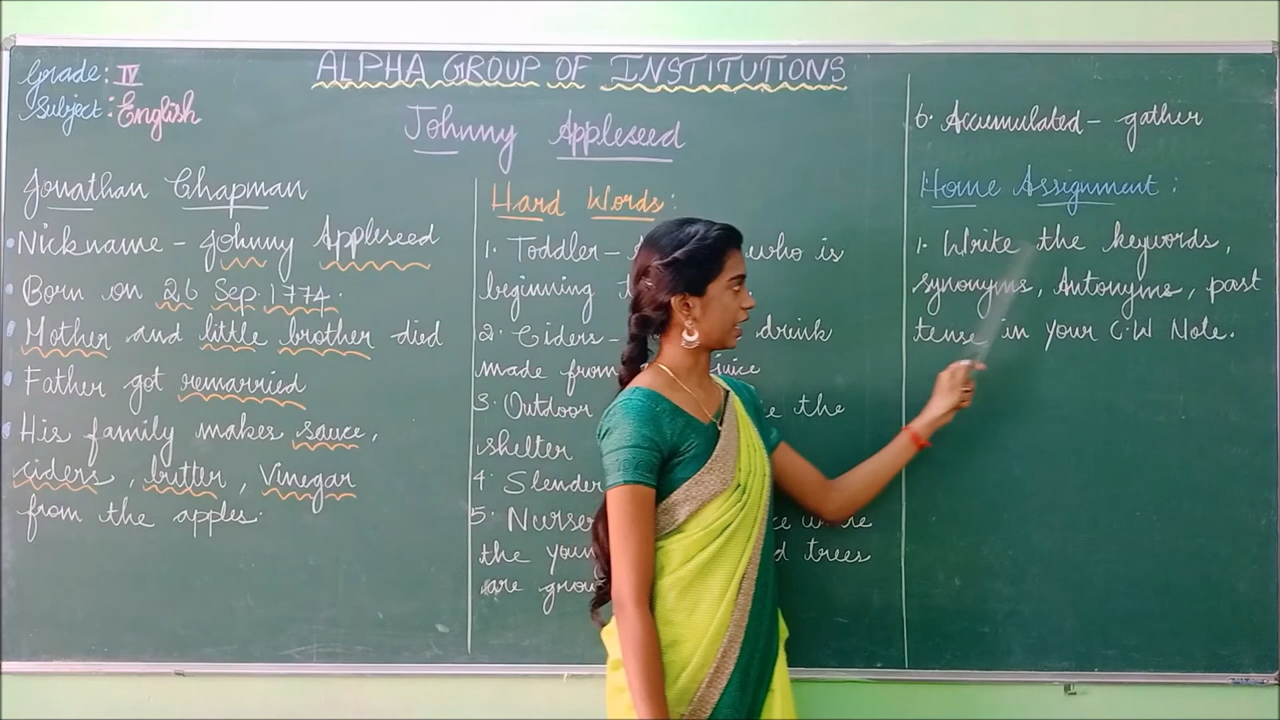 Grade: IV
Subject: English
ALPHA GROUP OF INSTITUTIONS
Johnny Appleseed
Jonathan Chapman
Nickname - Johnny Appleseed
Born on 26 Sep. 1774.
Mother and little brother died
Father got remarried
His family makes sauce,
ciders, butter, Vinegar
from the apples.
Hard Words:
1. Toddler - who is
beginning
2. Ciders - drink
made from juice
3. Outdoor the
shelter
4. Slender
5. where
the trees
are
6. Accumulated - gather
Home Assignment:
1. Write the keywords,
synonyms, Antonyms, past
tense in your C.W Note.